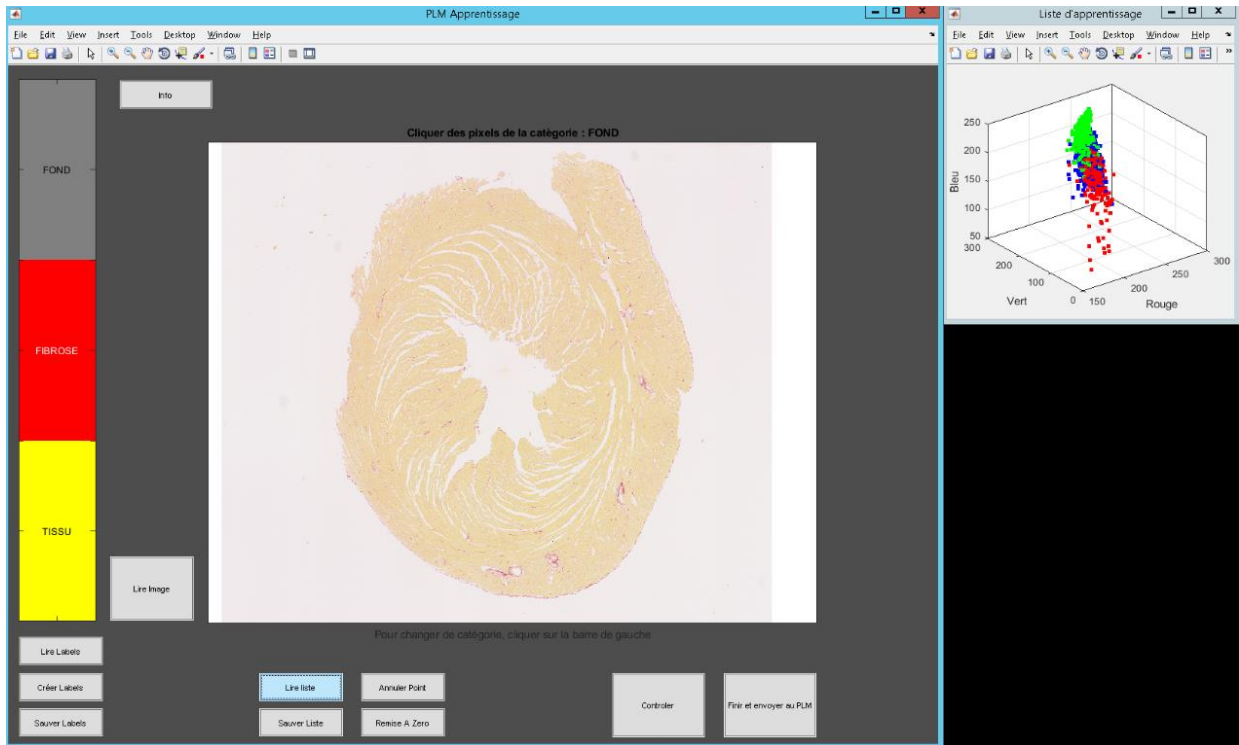 PLM Apprentissage
File Edit View Insert Tools Desktop Window Help
Info
Cliquer des pixels de la catégorie : FOND
FOND
FIBROSE
TISSU
Lire Image
Pour changer de catégorie, cliquer sur la barre de gauche
Lire Labels
Créer Labels
Sauver Labels
Lire liste
Annuler Point
Sauver Liste
Remise A Zero
Controler
Finir et envoyer au PLM
Liste d'apprentissage
File Edit View Insert Tools Desktop Window Help
250
200
150
100
50
Bleu
300
200
100
0
Vert
150
200
250
300
Rouge